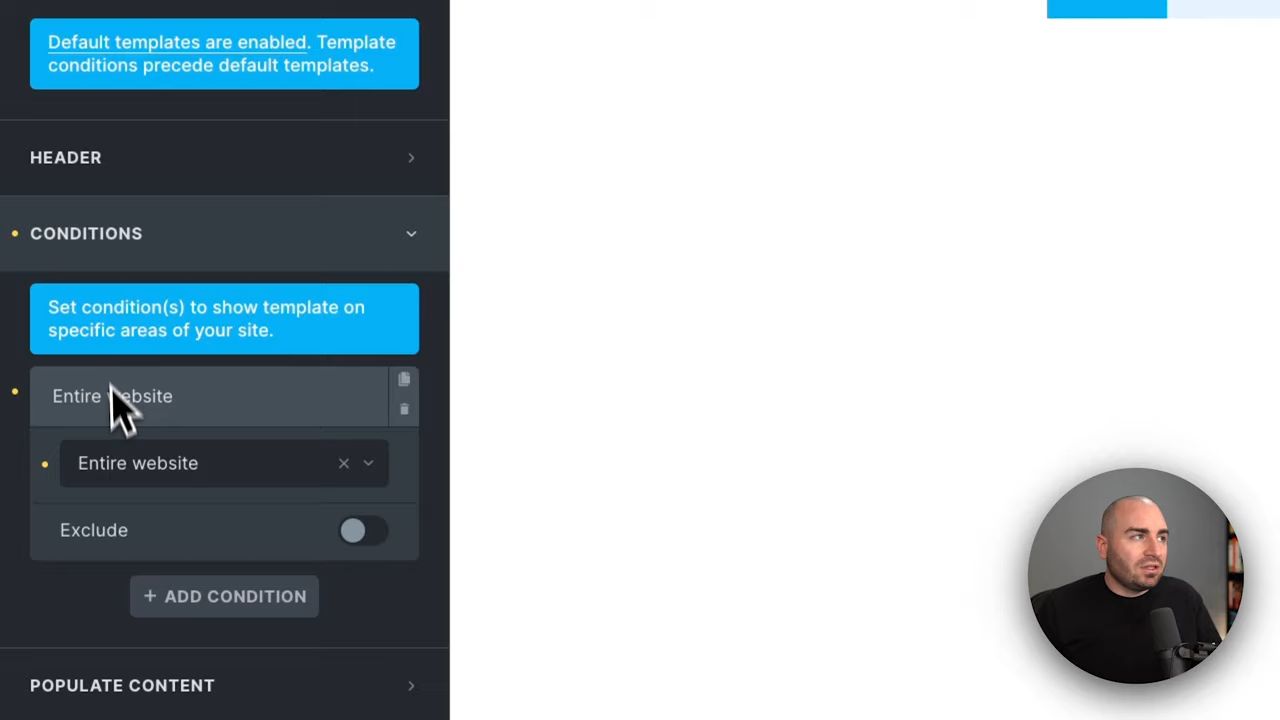 Default templates are enabled. Template
conditions precede default templates.
HEADER
CONDITIONS
Set condition(s) to show template on
specific areas of your site.
Entire website
Entire website
Exclude
+ ADD CONDITION
POPULATE CONTENT